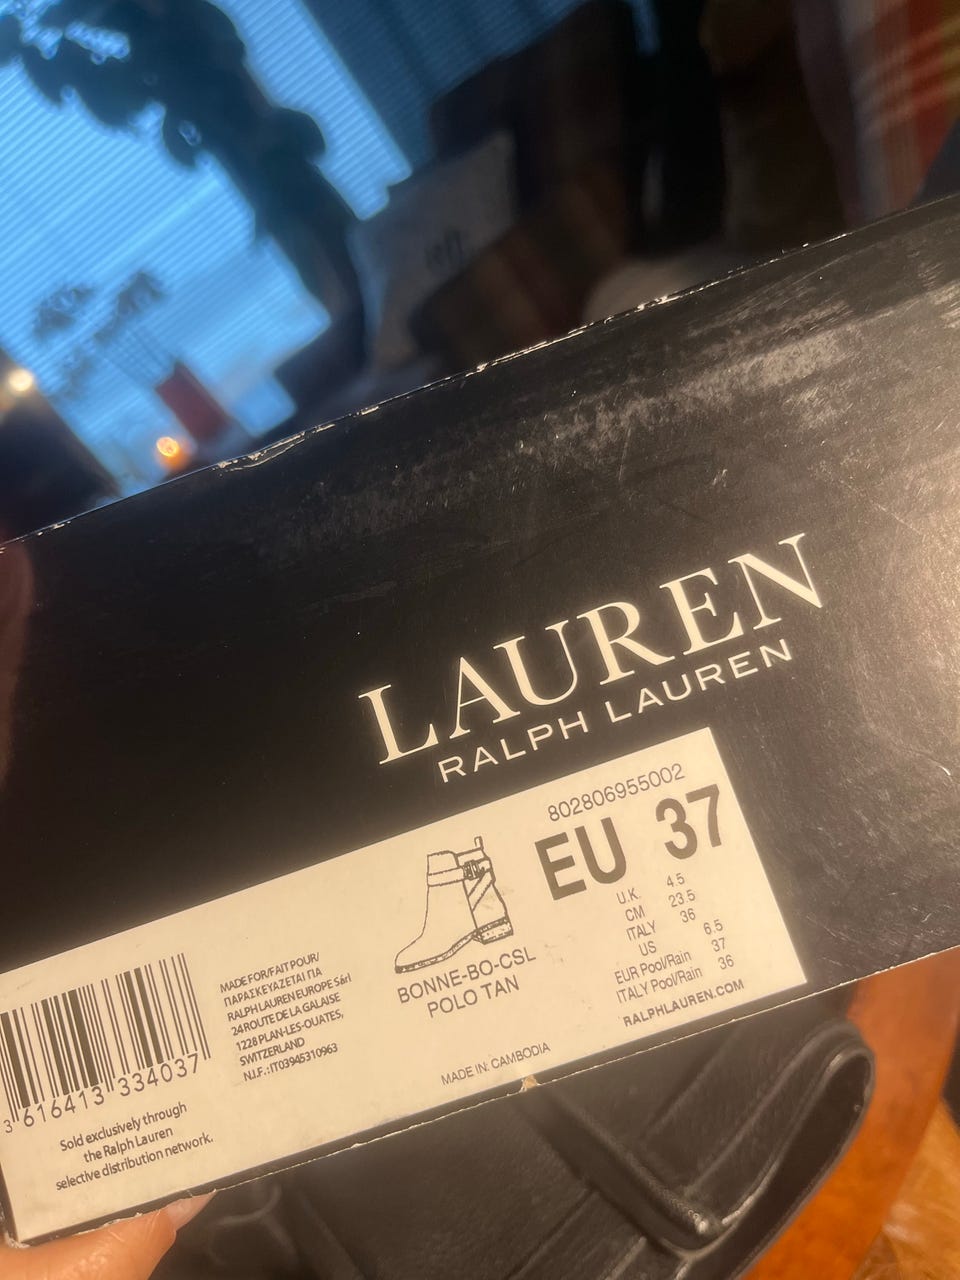 LAUREN
RALPH LAUREN
802806955002
EU 37
U.K. 4.5
CM 23.5
ITALY 36
US 6.5
EUR Pool/Rain 37
ITALY Pool/Rain 36
RALPHLAUREN.COM
BONNE-BO-CSL
POLO TAN
MADE IN: CAMBODIA
MADE FOR/FAIT POUR/
ΠΑΡΑΣΚΕΥΑΖΕΤΑΙ ΓΙΑ
RALPH LAUREN EUROPE Sàrl
24 ROUTE DE LA GALAISE
1228 PLAN-LES-OUATES,
SWITZERLAND
N.I.F.: IT03945310963
3 616413 334037
Sold exclusively through
the Ralph Lauren
selective distribution network.